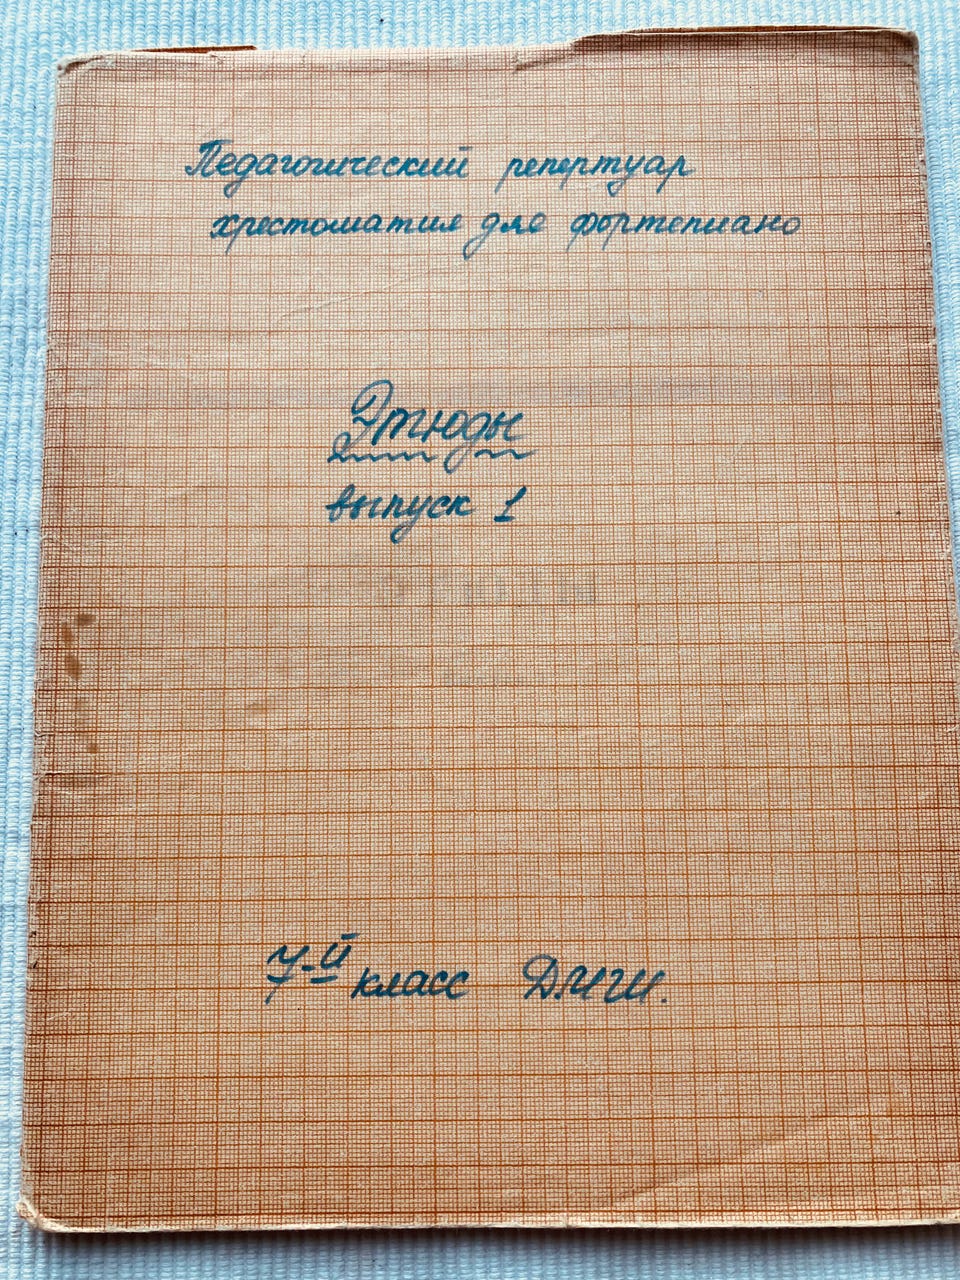 Педагогический репертуар
хрестоматия для фортепиано
Этюды
выпуск 1
7-й класс ДМШ.